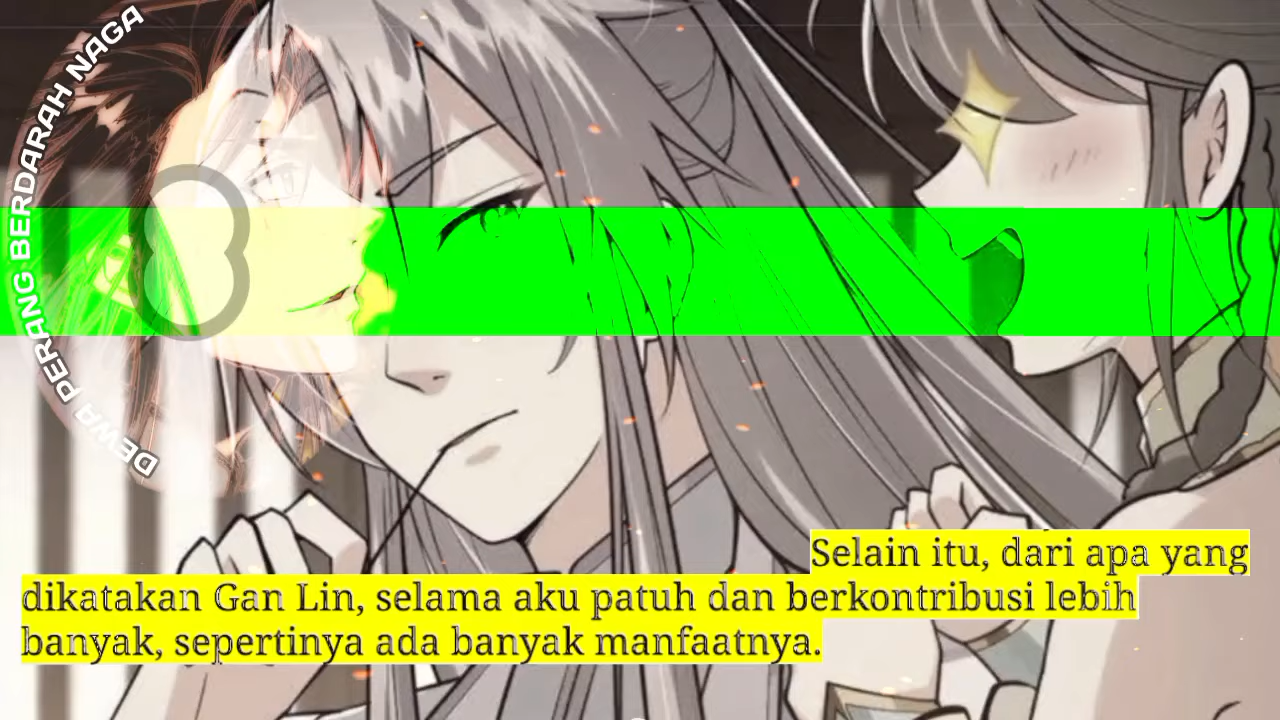 DEWA PERANG BERDARAH NAGA
Selain itu, dari apa yang
dikatakan Gan Lin, selama aku patuh dan berkontribusi lebih
banyak, sepertinya ada banyak manfaatnya.